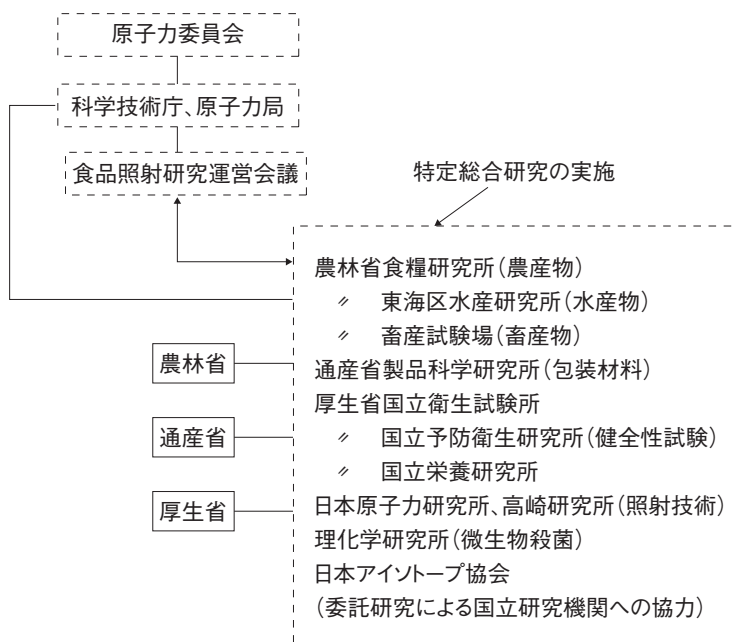 原子力委員会
科学技術庁、原子力局
食品照射研究運営会議
特定総合研究の実施
農林省食糧研究所(農産物)
〃 東海区水産研究所(水産物)
〃 畜産試験場(畜産物)
通産省製品科学研究所(包装材料)
厚生省国立衛生試験所
〃 国立予防衛生研究所(健全性試験)
〃 国立栄養研究所
日本原子力研究所、高崎研究所(照射技術)
理化学研究所(微生物殺菌)
日本アイソトープ協会
(委託研究による国立研究機関への協力)
農林省
通産省
厚生省